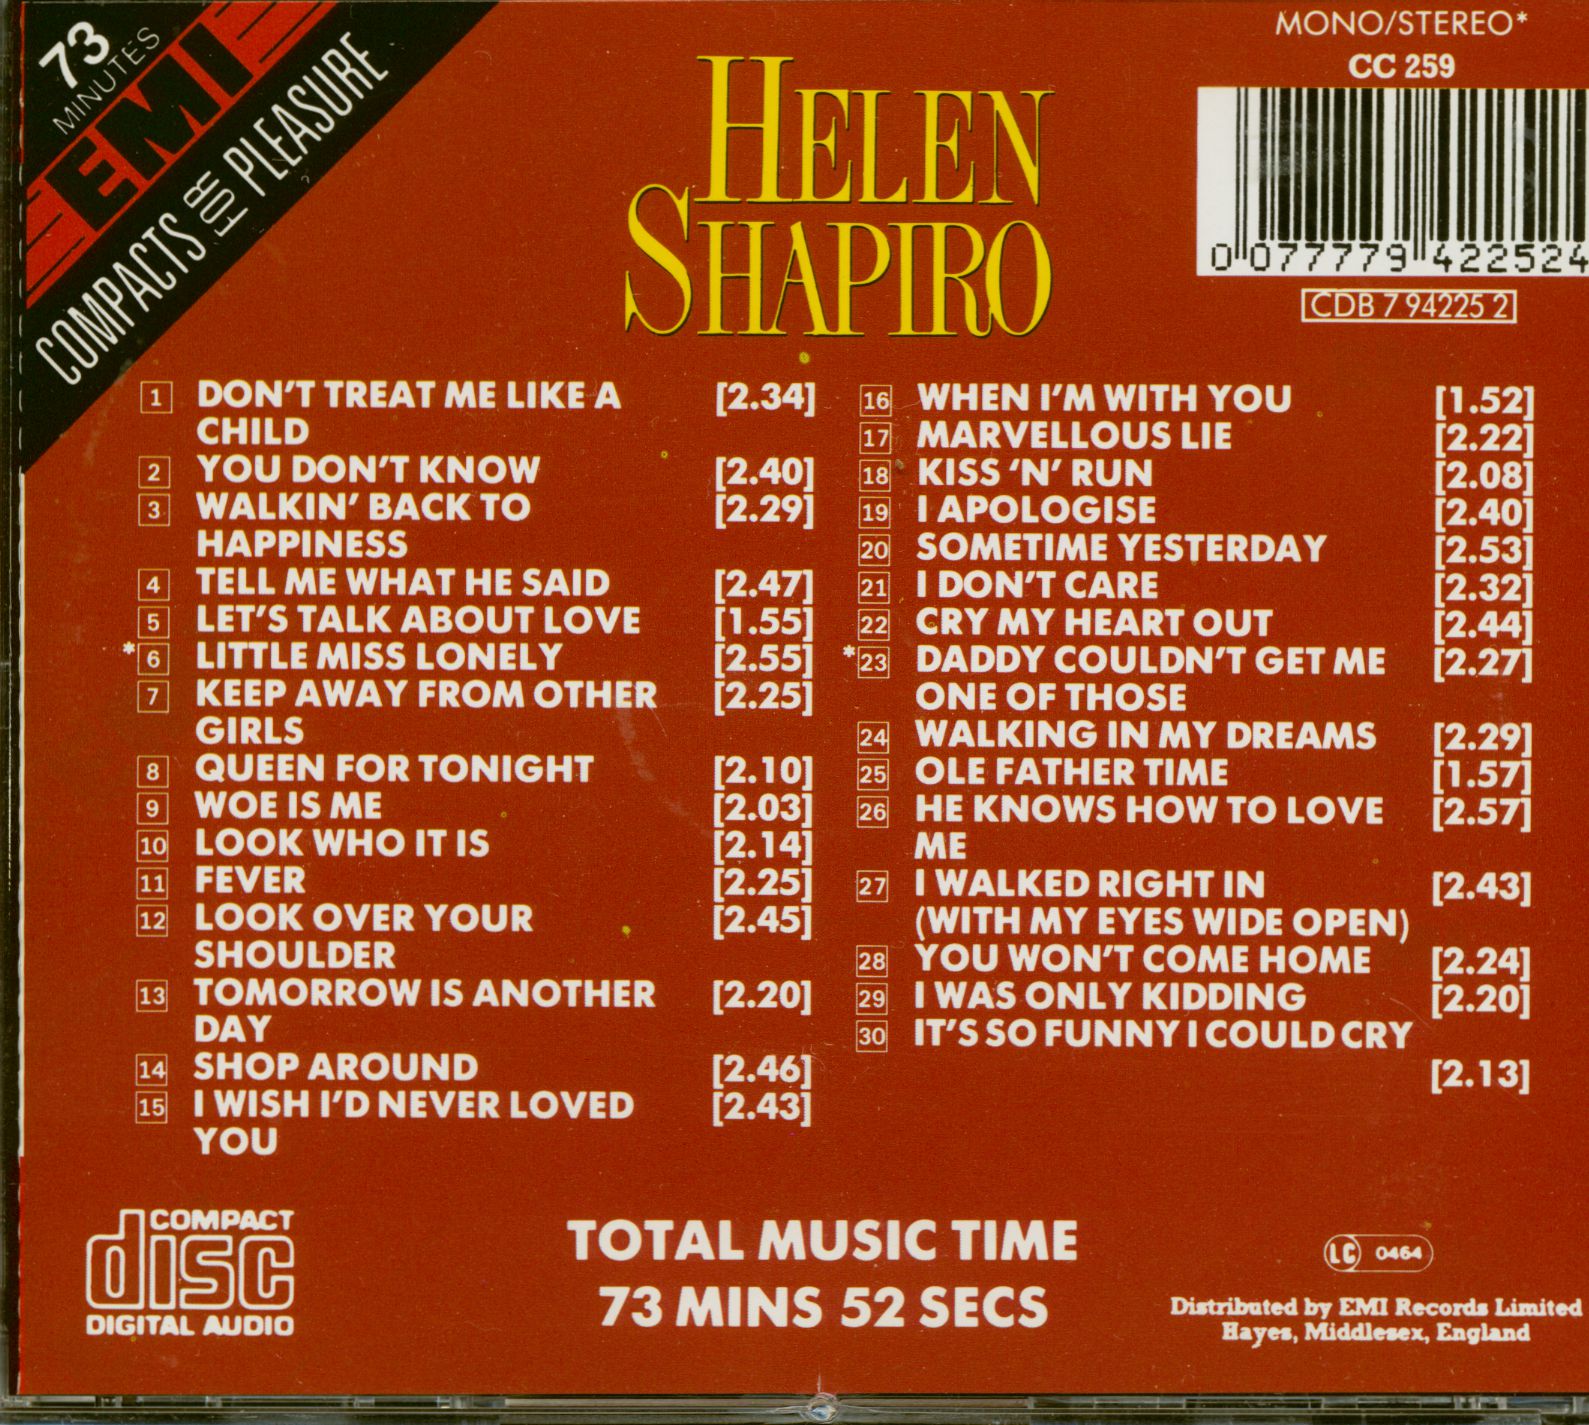 73
MINUTES
EMI
COMPACTS FOR PLEASURE
MONO/STEREO*
CC 259
0 077779 422524
CDB 7 94225 2
HELEN
SHAPIRO
1 DON'T TREAT ME LIKE A [2.34]
CHILD
2 YOU DON'T KNOW [2.40]
3 WALKIN' BACK TO [2.29]
HAPPINESS
4 TELL ME WHAT HE SAID [2.47]
5 LET'S TALK ABOUT LOVE [1.55]
*6 LITTLE MISS LONELY [2.55]
7 KEEP AWAY FROM OTHER [2.25]
GIRLS
8 QUEEN FOR TONIGHT [2.10]
9 WOE IS ME [2.03]
10 LOOK WHO IT IS [2.14]
11 FEVER [2.25]
12 LOOK OVER YOUR [2.45]
SHOULDER
13 TOMORROW IS ANOTHER [2.20]
DAY
14 SHOP AROUND [2.46]
15 I WISH I'D NEVER LOVED [2.43]
YOU
16 WHEN I'M WITH YOU [1.52]
17 MARVELLOUS LIE [2.22]
18 KISS 'N' RUN [2.08]
19 I APOLOGISE [2.40]
20 SOMETIME YESTERDAY [2.53]
21 I DON'T CARE [2.32]
22 CRY MY HEART OUT [2.44]
*23 DADDY COULDN'T GET ME [2.27]
ONE OF THOSE
24 WALKING IN MY DREAMS [2.29]
25 OLE FATHER TIME [1.57]
26 HE KNOWS HOW TO LOVE [2.57]
ME
27 I WALKED RIGHT IN [2.43]
(WITH MY EYES WIDE OPEN)
28 YOU WON'T COME HOME [2.24]
29 I WAS ONLY KIDDING [2.20]
30 IT'S SO FUNNY I COULD CRY
[2.13]
COMPACT
disc
DIGITAL AUDIO
TOTAL MUSIC TIME
73 MINS 52 SECS
LC 0464
Distributed by EMI Records Limited
Hayes, Middlesex, England